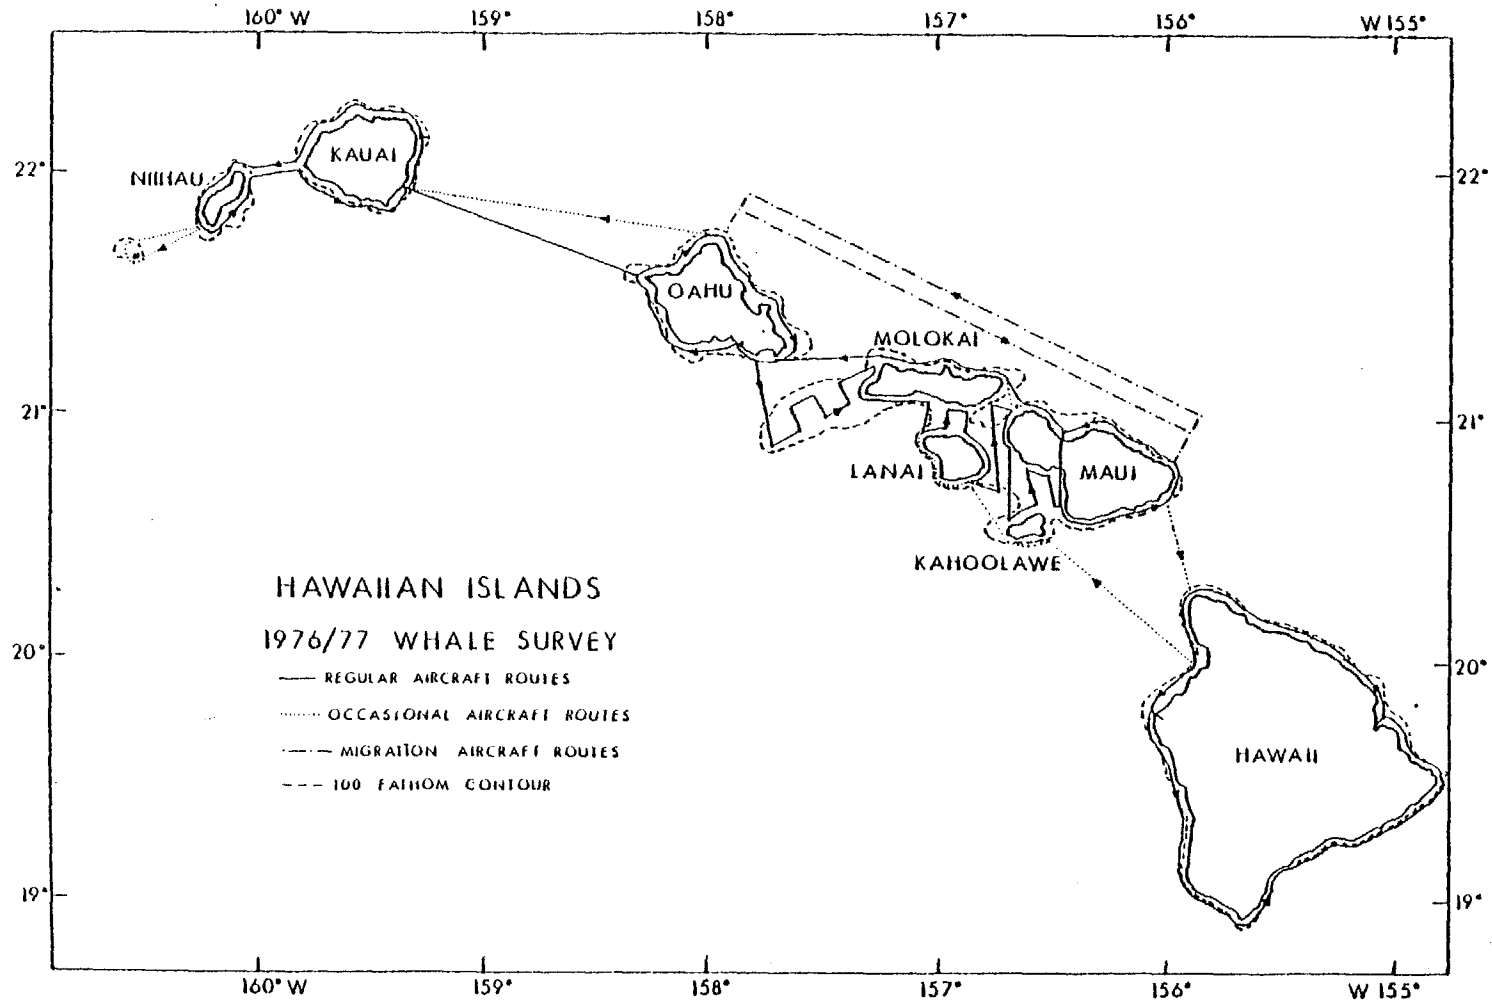 160° W 159° 158° 157° 156° W 155°
KAUAI
22° NIIHAU 22°
OAHU
MOLOKAI
21° 21°
LANAI MAUI
KAHOOLAWE
HAWAIIAN ISLANDS
1976/77 WHALE SURVEY
20° 20°
REGULAR AIRCRAFT ROUTES
OCCASIONAL AIRCRAFT ROUTES
MIGRATION AIRCRAFT ROUTES
HAWAII
100 FATHOM CONTOUR
19° 19°
160° W 159° 158° 157° 156° W 155°